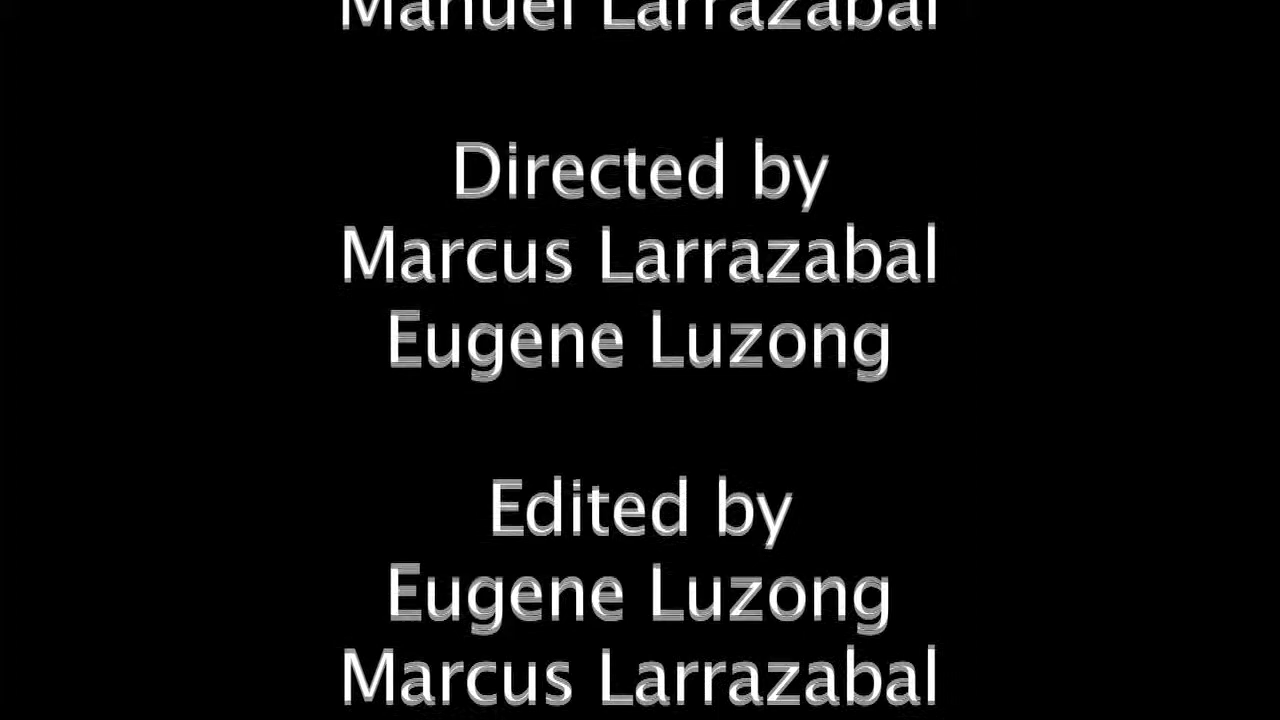 Manuel Larrazabal
Directed by
Marcus Larrazabal
Eugene Luzong
Edited by
Eugene Luzong
Marcus Larrazabal